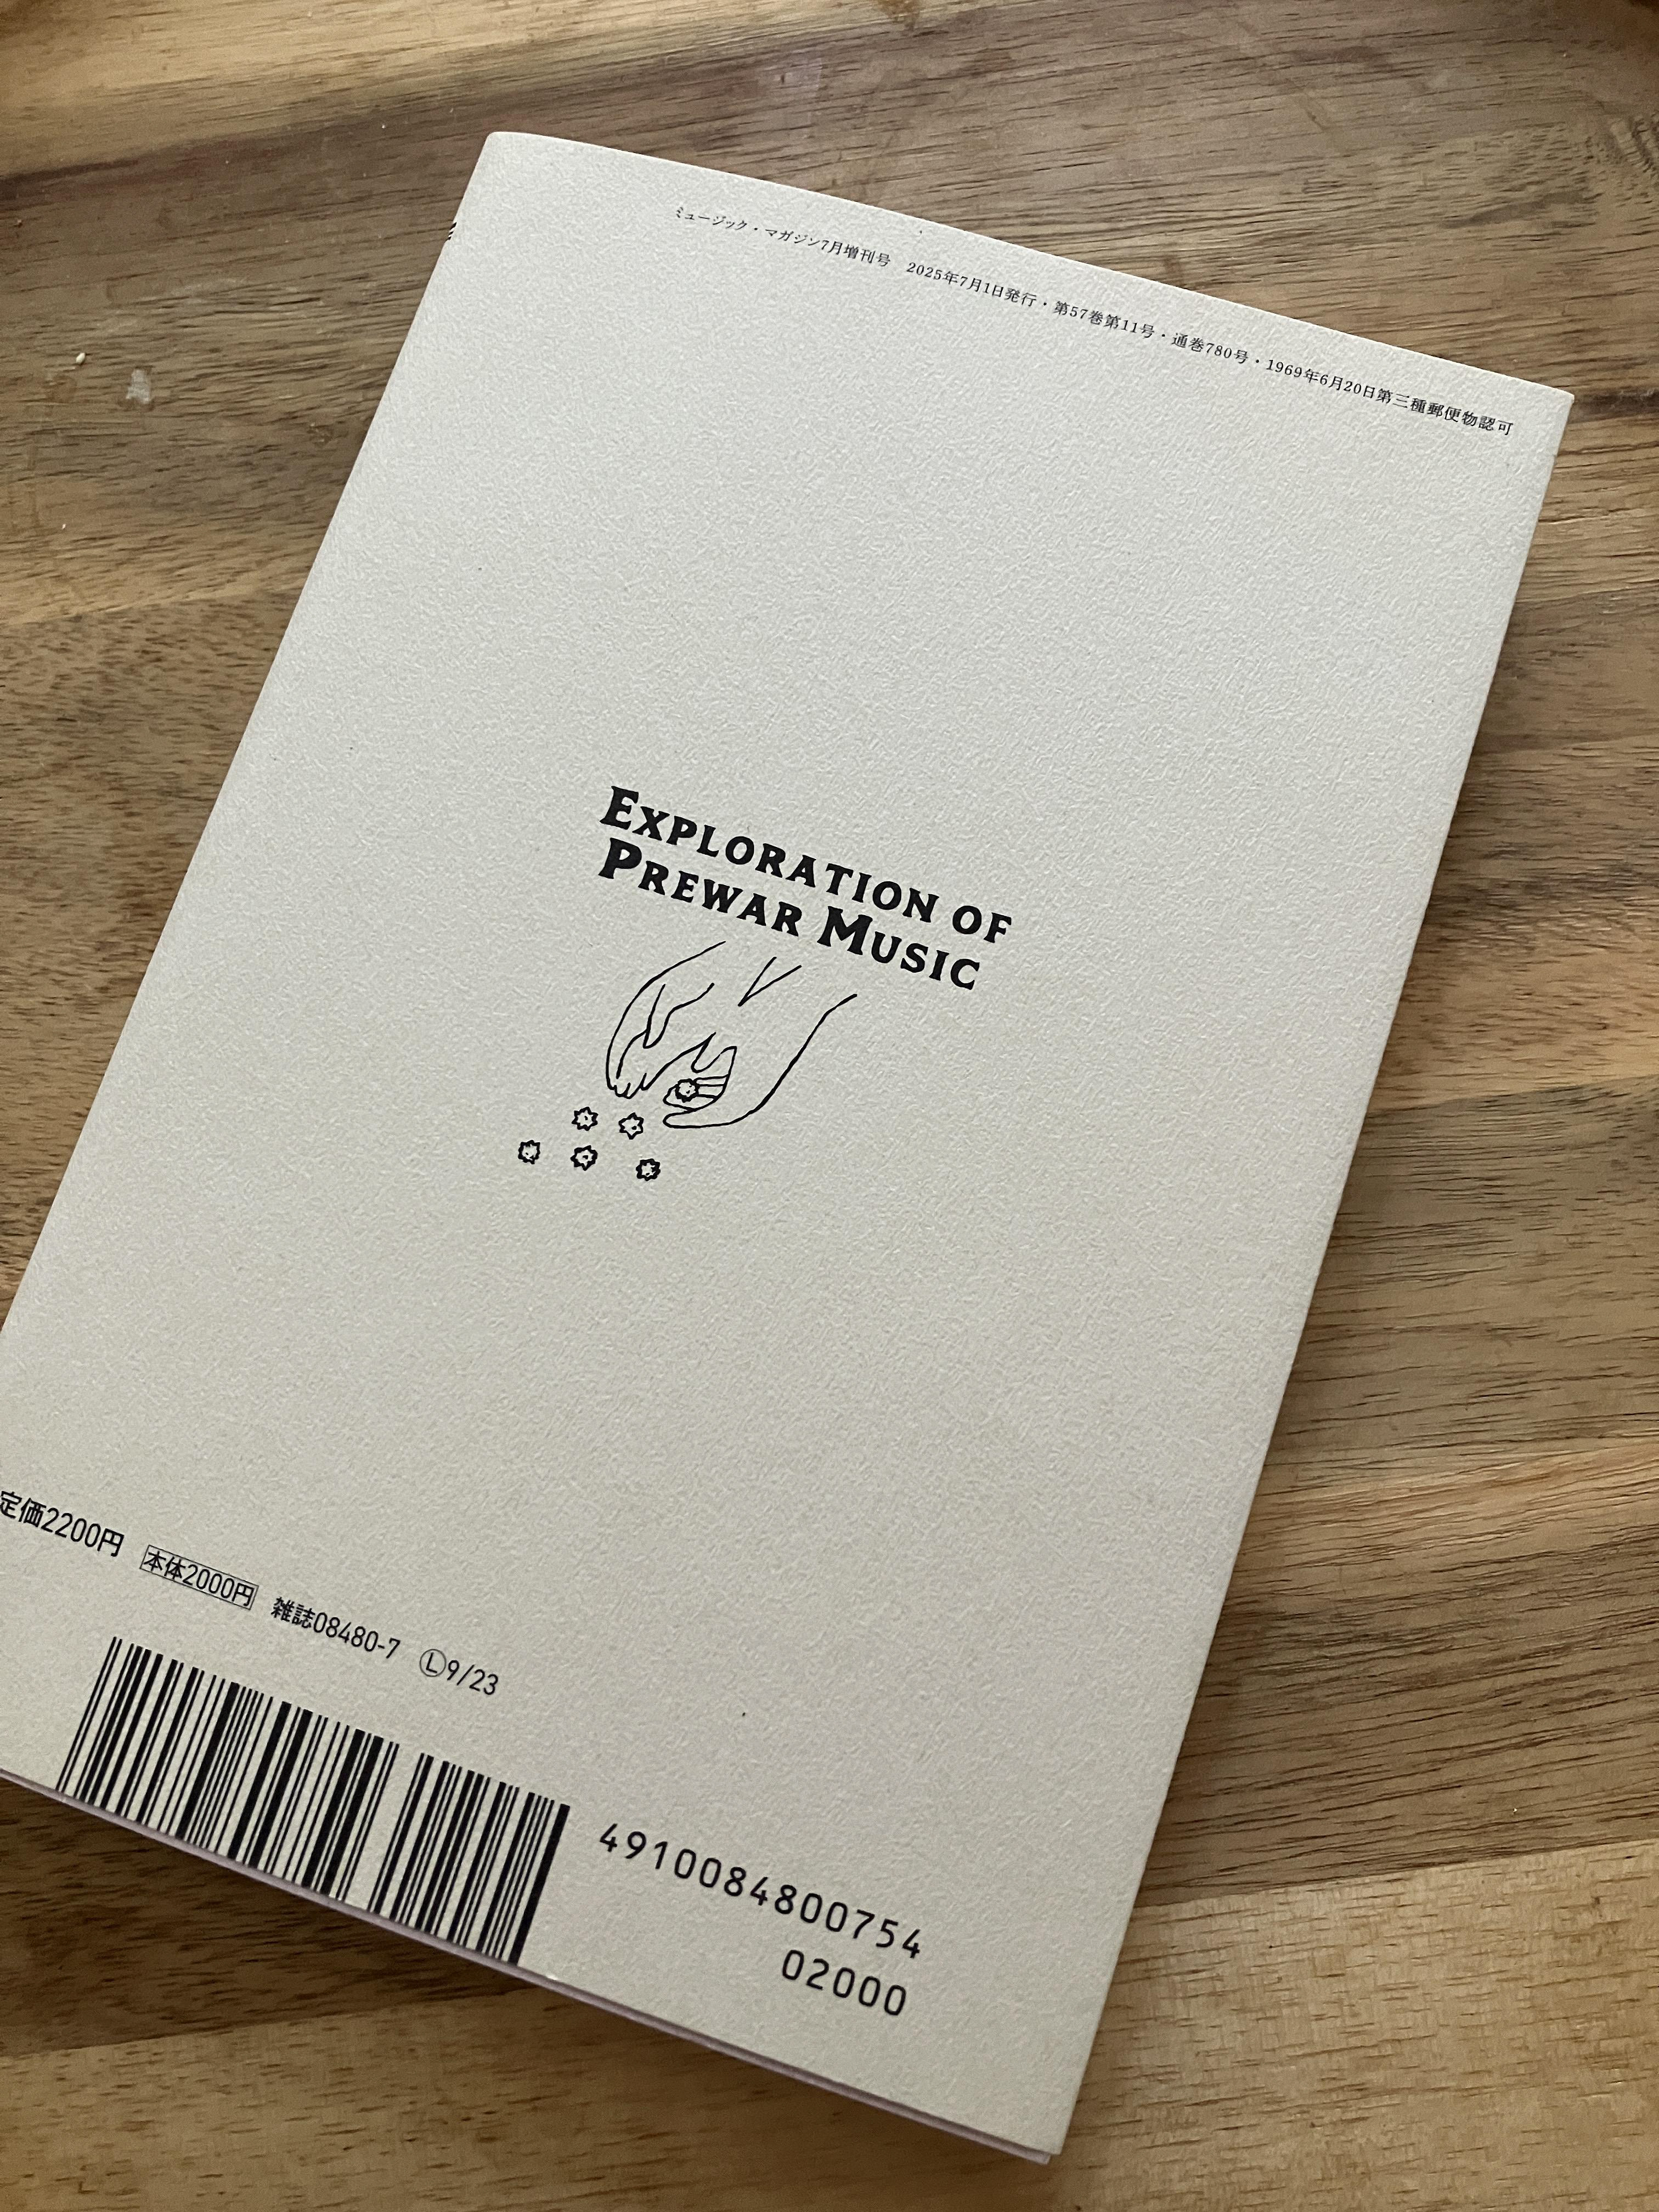 ミュージック・マガジン7月増刊号　2025年7月1日発行・第57巻第11号・通巻780号・1969年6月20日第三種郵便物認可
EXPLORATION OF
PREWAR MUSIC
定価2200円 本体2000円 雑誌08480-7 Ⓛ9/23
4910084800754
02000